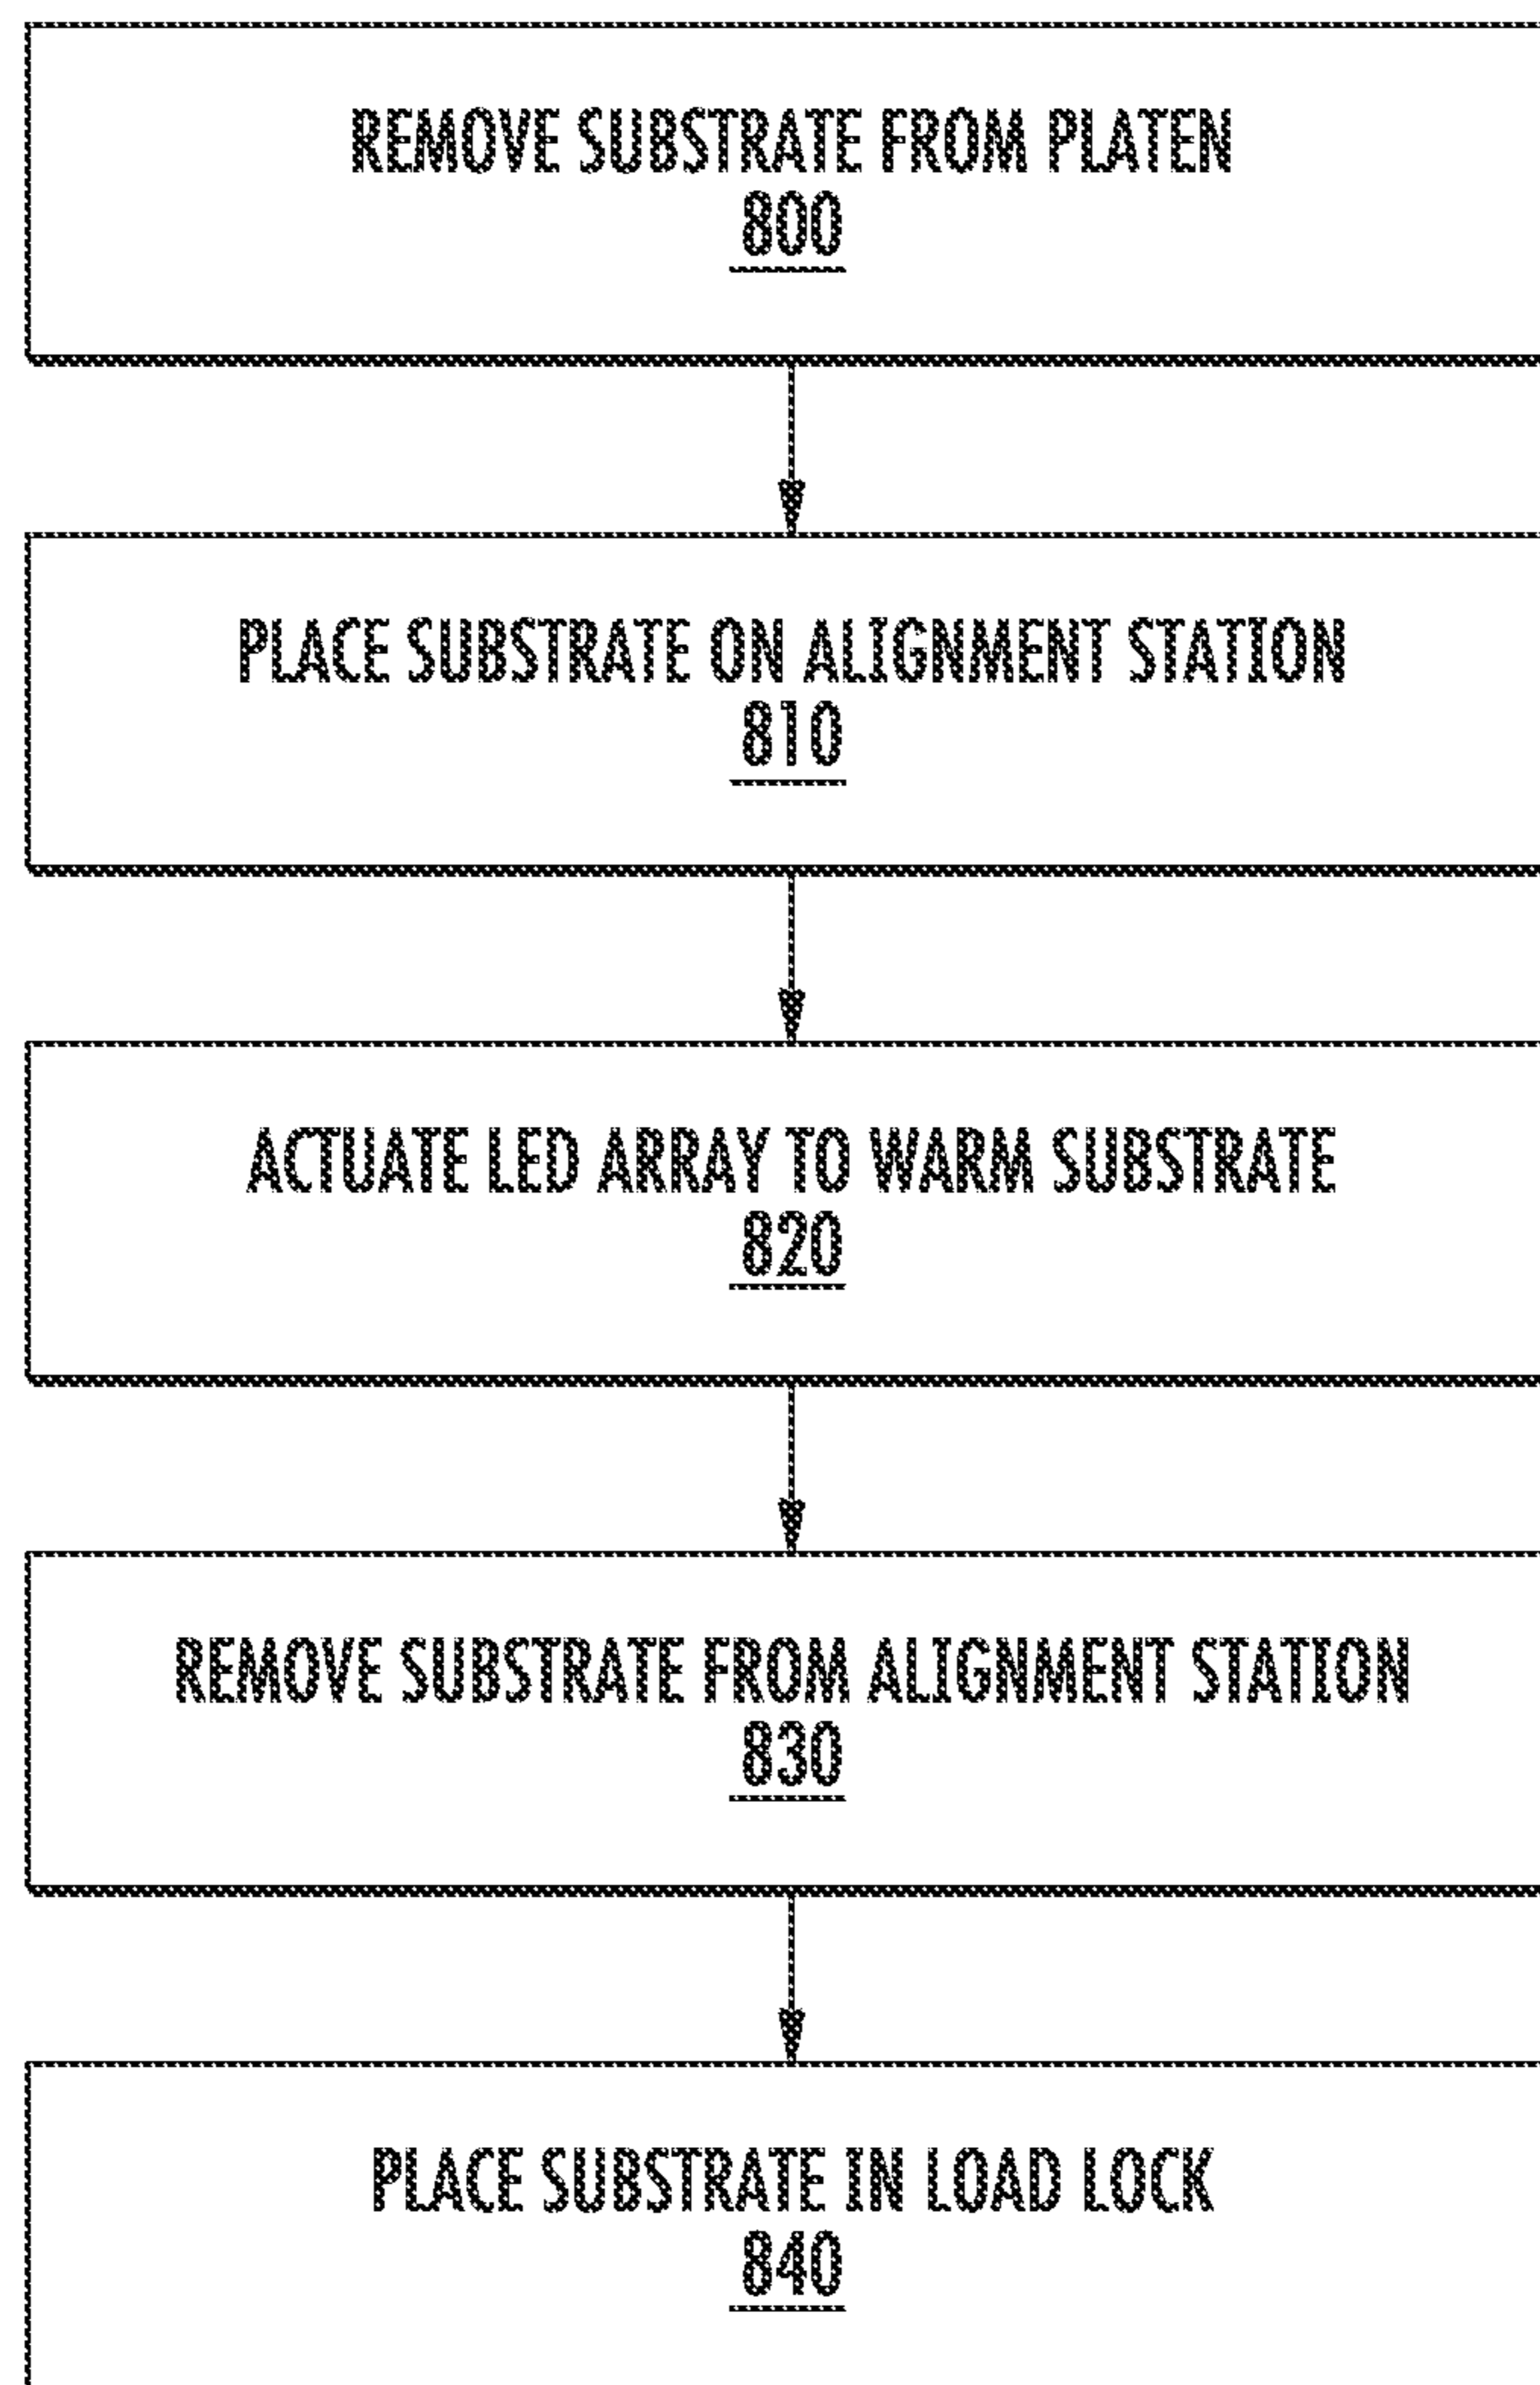 REMOVE SUBSTRATE FROM PLATEN
800
PLACE SUBSTRATE ON ALIGNMENT STATION
810
ACTUATE LED ARRAY TO WARM SUBSTRATE
820
REMOVE SUBSTRATE FROM ALIGNMENT STATION
830
PLACE SUBSTRATE IN LOAD LOCK
840